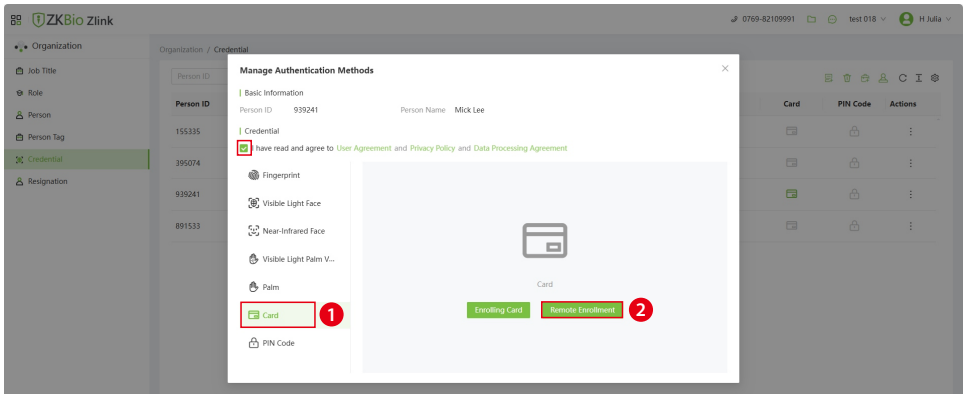 ZKBio Zlink
0769-82109991 test 018 H Julia
Organization
Organization / Credential
Job Title
Role
Person
Person Tag
Credential
Resignation
Person ID
Person ID Card PIN Code Actions
155335
395074
939241
891533
Manage Authentication Methods
Basic Information
Person ID 939241 Person Name Mick Lee
Credential
I have read and agree to User Agreement and Privacy Policy and Data Processing Agreement
Fingerprint
Visible Light Face
Near-Infrared Face
Visible Light Palm V...
Palm
Card 1
PIN Code
Card
Enrolling Card Remote Enrollment 2